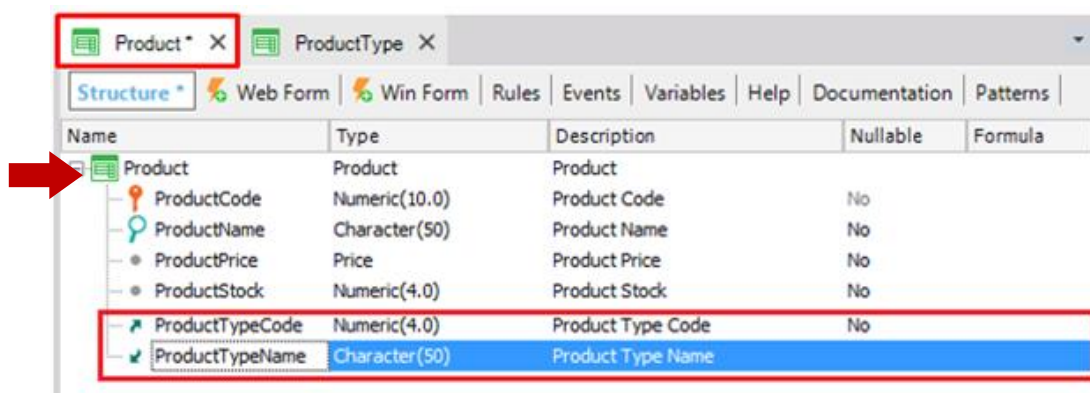 Product * ProductType
Structure * Web Form Win Form Rules Events Variables Help Documentation Patterns
Name Type Description Nullable Formula
Product Product Product
ProductCode Numeric(10.0) Product Code No
ProductName Character(50) Product Name No
ProductPrice Price Product Price No
ProductStock Numeric(4.0) Product Stock No
ProductTypeCode Numeric(4.0) Product Type Code No
ProductTypeName Character(50) Product Type Name